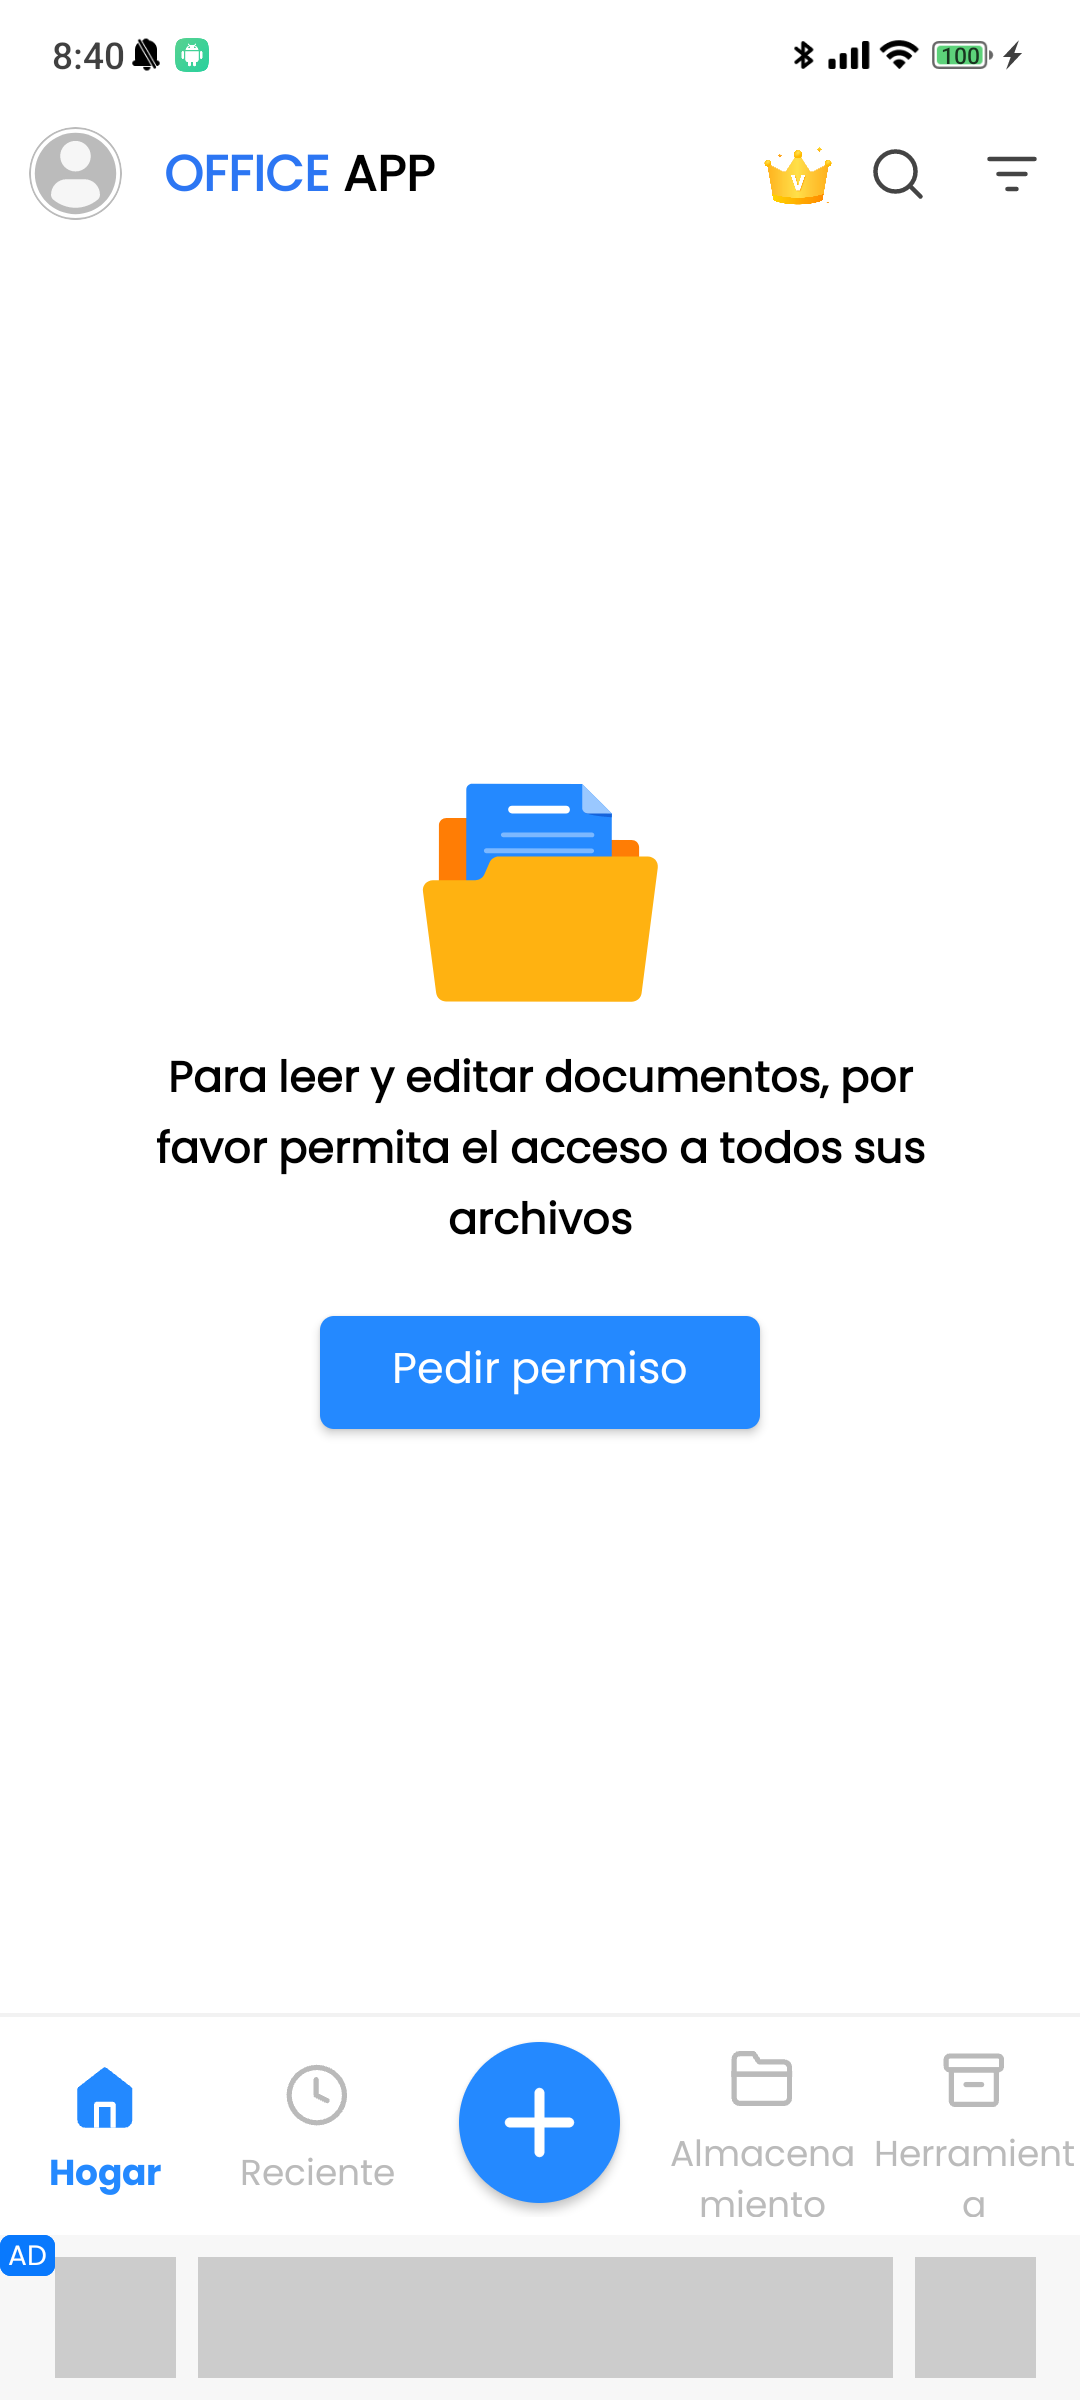 8:40
100
OFFICE APP
V
Para leer y editar documentos, por
favor permita el acceso a todos sus
archivos
Pedir permiso
Hogar
Reciente
Almacena
miento
Herramient
a
AD